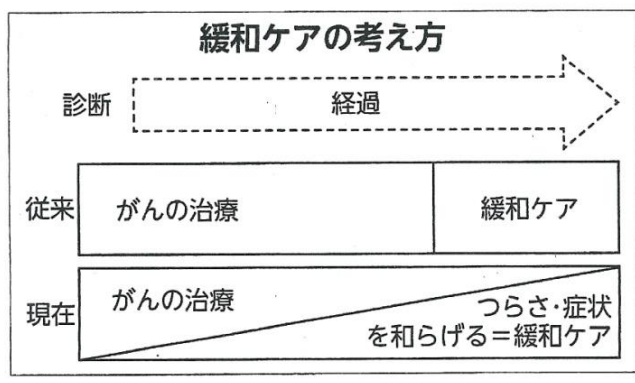 緩和ケアの考え方
診断
経過
従来
がんの治療
緩和ケア
現在
がんの治療
つらさ・症状
を和らげる＝緩和ケア